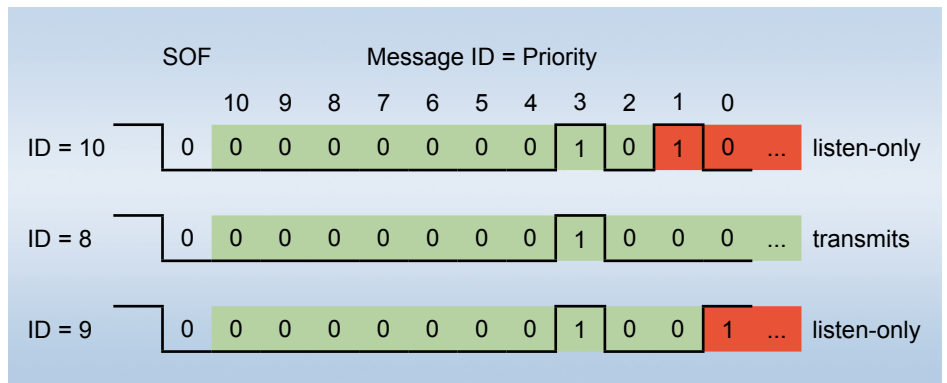 SOF Message ID = Priority
10 9 8 7 6 5 4 3 2 1 0
ID = 10 0 0 0 0 0 0 0 0 1 0 1 0 ... listen-only
ID = 8 0 0 0 0 0 0 0 0 1 0 0 0 ... transmits
ID = 9 0 0 0 0 0 0 0 0 1 0 0 1 ... listen-only